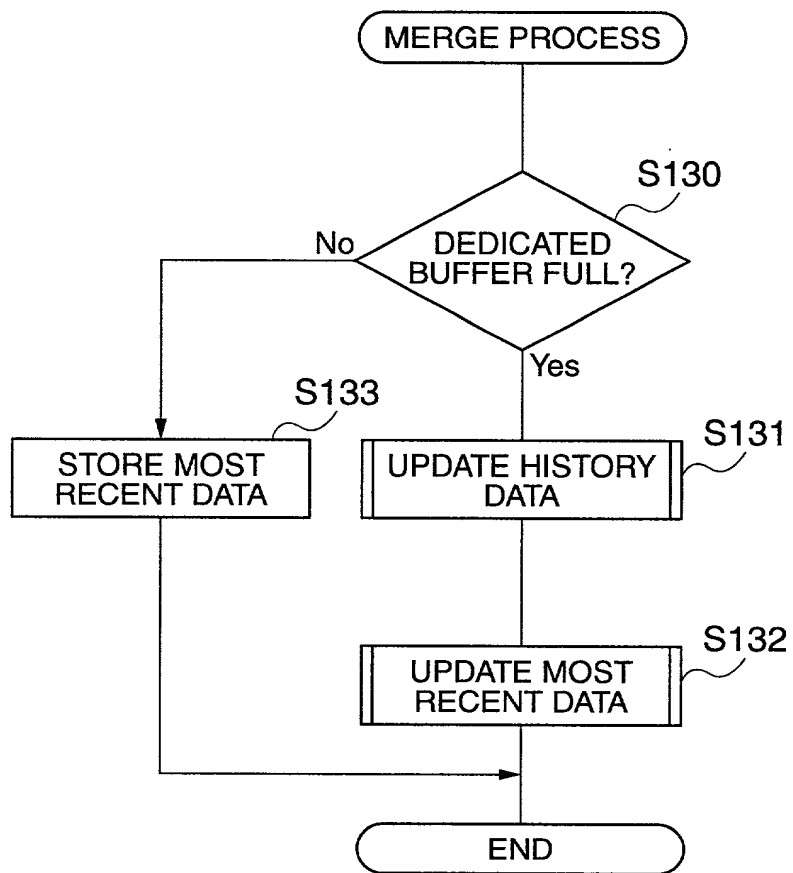 MERGE PROCESS
S130
No
DEDICATED
BUFFER FULL?
Yes
S133
STORE MOST
RECENT DATA
S131
UPDATE HISTORY
DATA
S132
UPDATE MOST
RECENT DATA
END